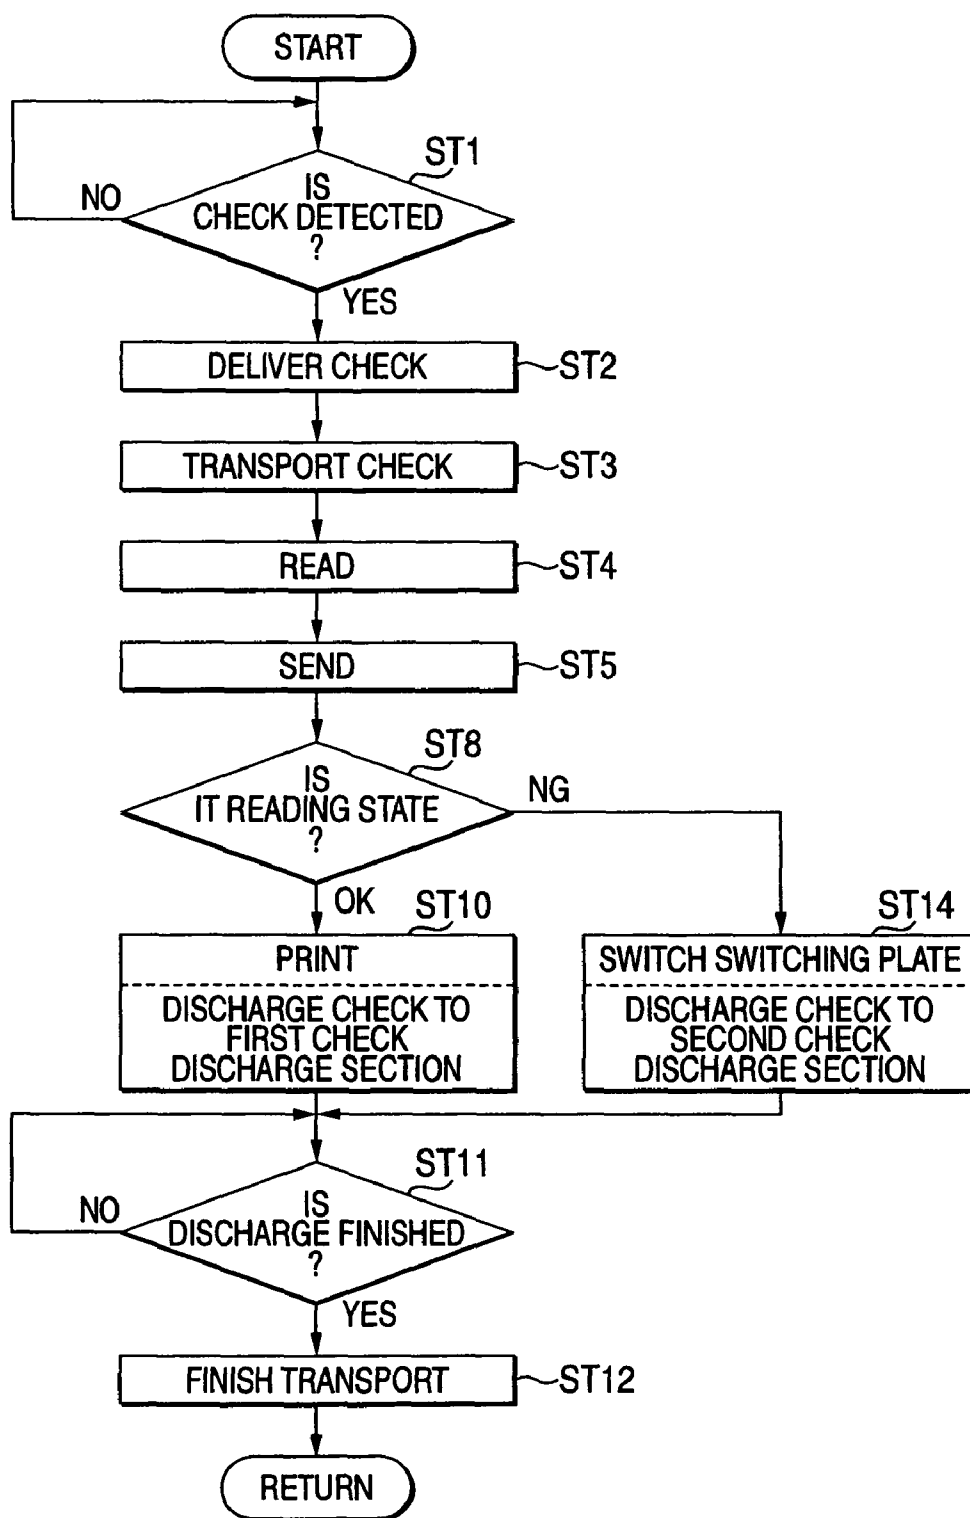 START
ST1
IS
NO
CHECK DETECTED
?
YES
DELIVER CHECK
ST2
TRANSPORT CHECK
ST3
READ
ST4
SEND
ST5
ST8
IS
IT READING STATE
?
NG
OK
ST10
ST14
PRINT
DISCHARGE CHECK TO
FIRST CHECK
DISCHARGE SECTION
SWITCH SWITCHING PLATE
DISCHARGE CHECK TO
SECOND CHECK
DISCHARGE SECTION
ST11
IS
NO
DISCHARGE FINISHED
?
YES
FINISH TRANSPORT
ST12
RETURN